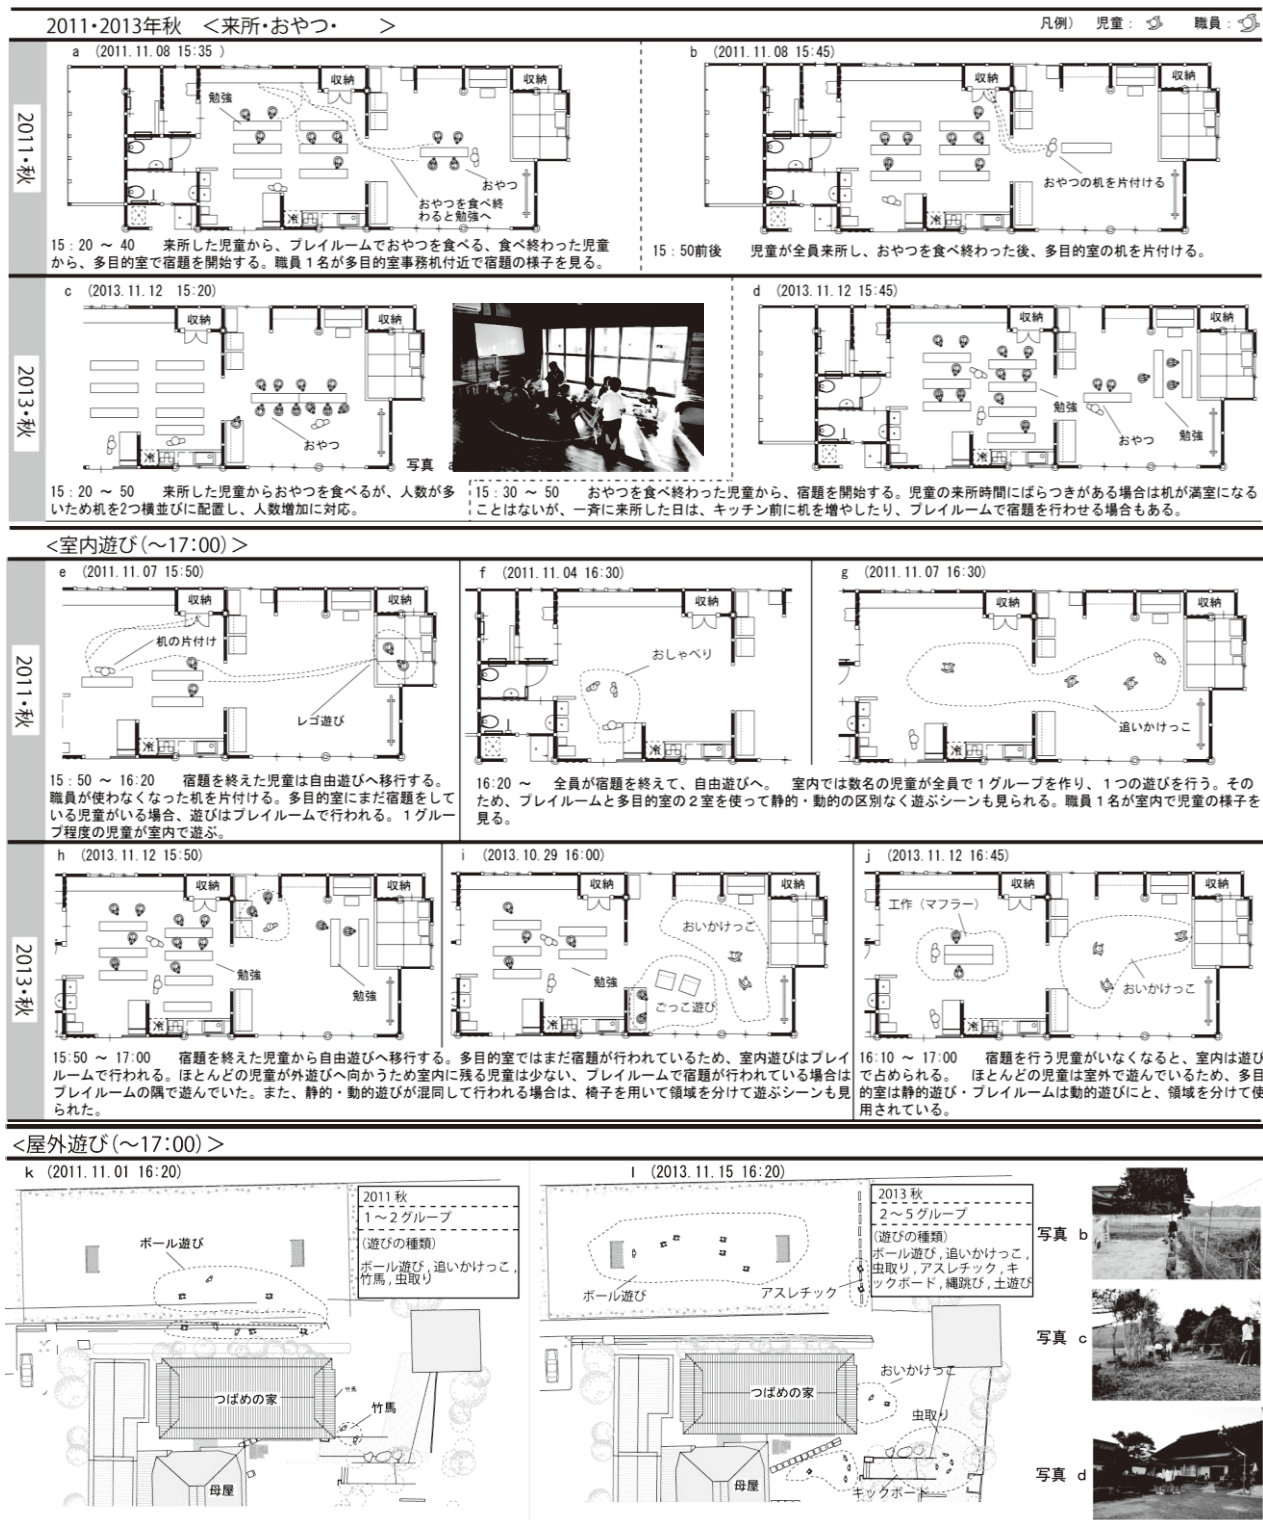 2011・2013年秋 ＜来所・おやつ・ ＞
凡例） 児童： 職員：
2011・秋
a (2011.11.08 15:35 )
収納
収納
勉強
おやつ
おやつを食べ終
わると勉強へ
冷
15：20 ～ 40 来所した児童から、プレイルームでおやつを食べる、食べ終わった児童
から、多目的室で宿題を開始する。職員１名が多目的室事務机付近で宿題の様子を見る。
b (2011.11.08 15:45)
収納
収納
おやつの机を片付ける
冷
15：50前後 児童が全員来所し、おやつを食べ終わった後、多目的室の机を片付ける。
2013・秋
c (2013.11.12 15:20)
収納
収納
おやつ
冷
写真 a
15：20 ～ 50 来所した児童からおやつを食べるが、人数が多
いため机を2つ横並びに配置し、人数増加に対応。
d (2013.11.12 15:45)
収納
収納
勉強
おやつ
勉強
冷
15：30 ～ 50 おやつを食べ終わった児童から、宿題を開始する。児童の来所時間にばらつきがある場合は机が満室になる
ことはないが、一斉に来所した日は、キッチン前に机を増やしたり、プレイルームで宿題を行わせる場合もある。
＜室内遊び（～17：00）＞
2011・秋
e (2011.11.07 15:50)
収納
収納
机の片付け
レゴ遊び
冷
15：50 ～ 16:20 宿題を終えた児童は自由遊びへ移行する。
職員が使わなくなった机を片付ける。多目的室にまだ宿題をして
いる児童がいる場合、遊びはプレイルームで行われる。１グルー
プ程度の児童が室内で遊ぶ。
f (2011.11.04 16:30)
収納
おしゃべり
冷
g (2011.11.07 16:30)
収納
収納
追いかけっこ
冷
16:20 ～ 全員が宿題を終えて、自由遊びへ。 室内では数名の児童が全員で１グループを作り、１つの遊びを行う。その
ため、プレイルームと多目的室の２室を使って静的・動的の区別なく遊ぶシーンも見られる。職員１名が室内で児童の様子を
見る。
2013・秋
h (2013.11.12 15:50)
収納
収納
勉強
勉強
冷
i (2013.10.29 16:00)
収納
収納
おいかけっこ
勉強
ごっこ遊び
冷
15:50 ～ 17:00 宿題を終えた児童から自由遊びへ移行する。多目的室ではまだ宿題が行われているため、室内遊びはプレイ
ルームで行われる。ほとんどの児童が外遊びへ向かうため室内に残る児童は少ない、プレイルームで宿題が行われている場合は
プレイルームの隅で遊んでいた。また、静的・動的遊びが混同して行われる場合は、椅子を用いて領域を分けて遊ぶシーンも見
られた。
j (2013.11.12 16:45)
工作（マフラー）
収納
収納
おいかけっこ
冷
16:10 ～ 17:00 宿題を行う児童がいなくなると、室内は遊び
で占められる。 ほとんどの児童は室外で遊んでいるため、多目
的室は静的遊び・プレイルームは動的遊びにと、領域を分けて使
用されている。
＜屋外遊び（～17：00）＞
k (2011.11.01 16:20)
2011 秋
１～２グループ
（遊びの種類）
ボール遊び , 追いかけっこ ,
竹馬 , 虫取り
ボール遊び
つばめの家
竹馬
竹馬
母屋
l (2013.11.15 16:20)
2013 秋
２～５グループ
（遊びの種類）
ボール遊び , 追いかけっこ ,
虫取り , アスレチック , キ
ックボード , 縄跳び , 土遊び
ボール遊び
アスレチック
おいかけっこ
つばめの家
虫取り
母屋
キックボード
写真 b
写真 c
写真 d